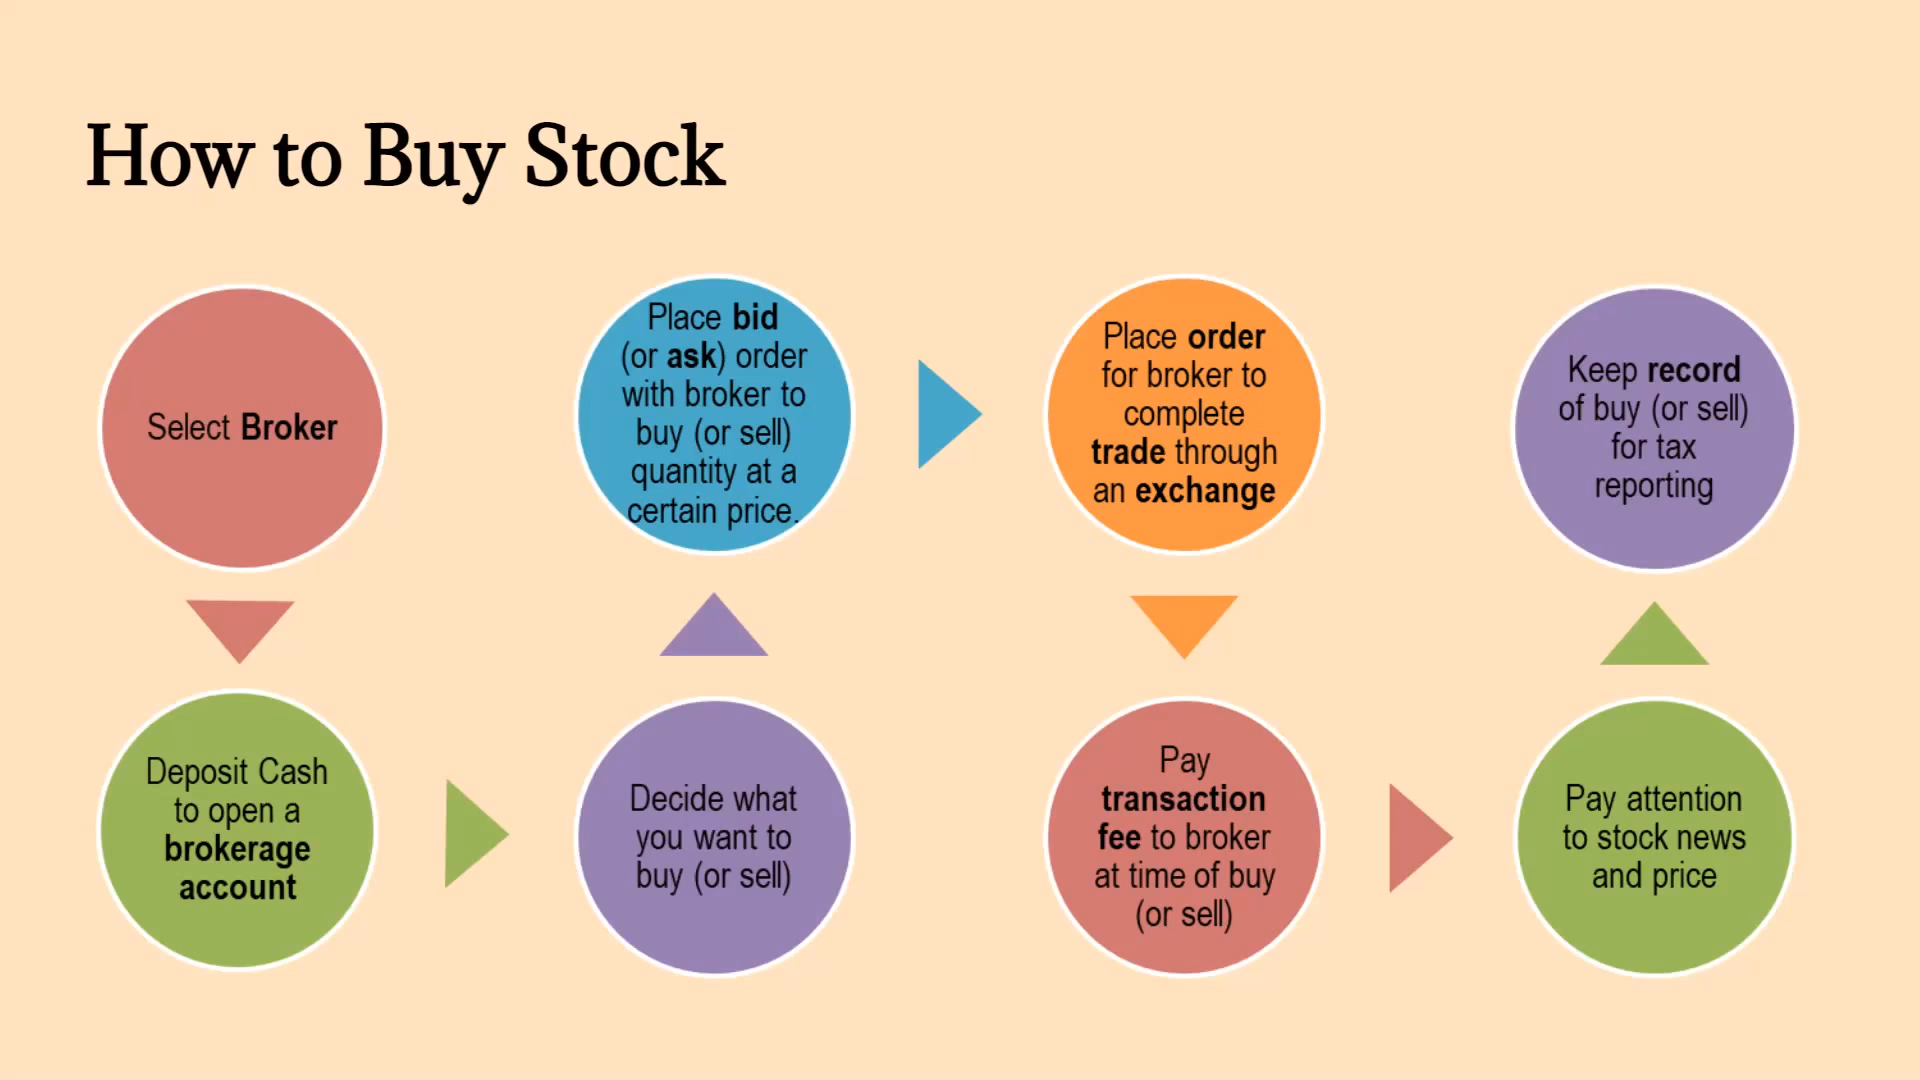 How to Buy Stock
Select Broker
Deposit Cash
to open a
brokerage
account
Decide what
you want to
buy (or sell)
Place bid
(or ask) order
with broker to
buy (or sell)
quantity at a
certain price.
Place order
for broker to
complete
trade through
an exchange
Pay
transaction
fee to broker
at time of buy
(or sell)
Pay attention
to stock news
and price
Keep record
of buy (or sell)
for tax
reporting